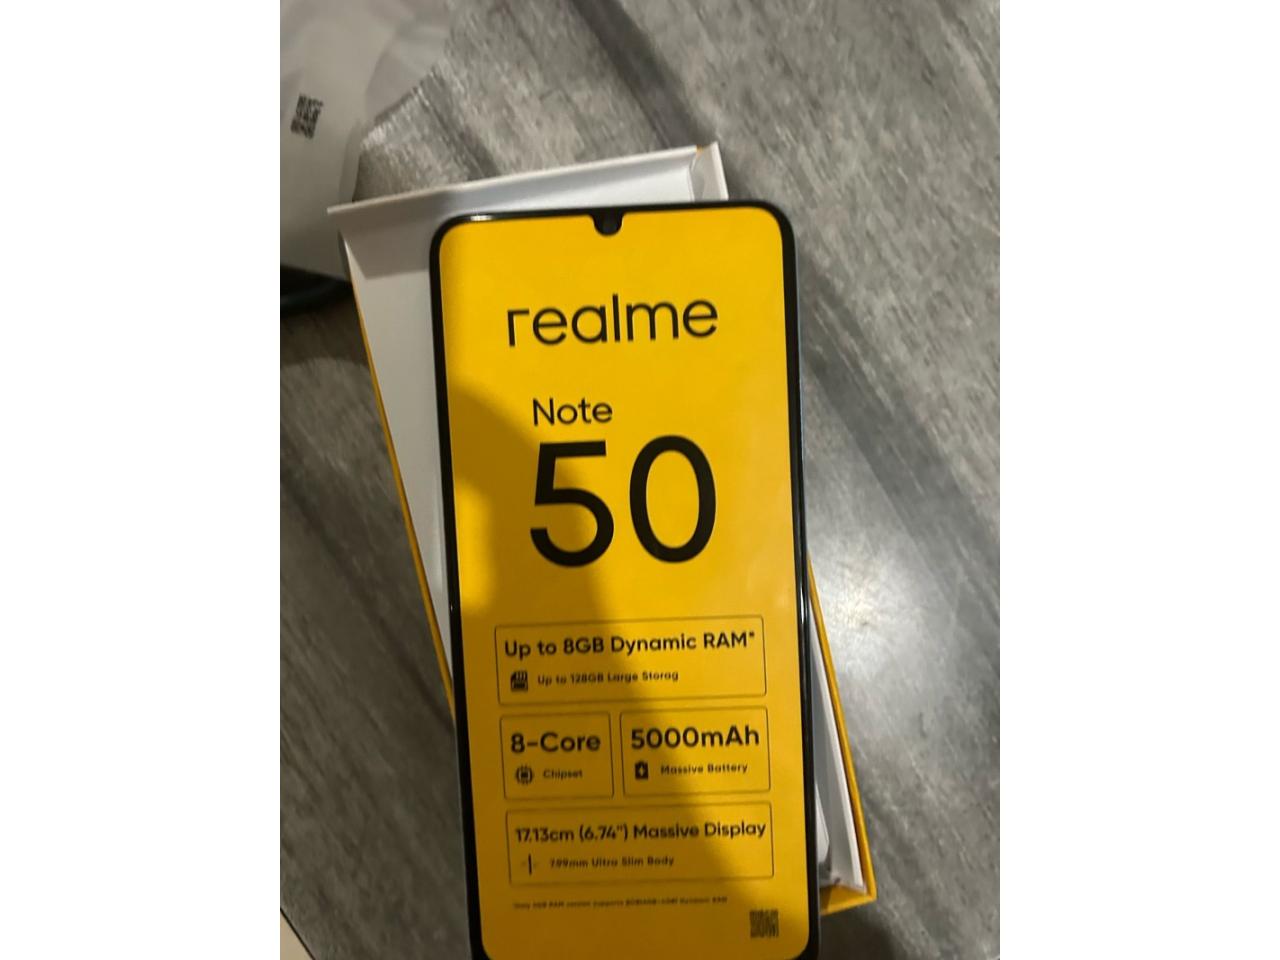 realme
Note
50
Up to 8GB Dynamic RAM*
Up to 128GB Large Storag
8-Core
Chipset
5000mAh
Massive Battery
17.13cm (6.74") Massive Display
7.99mm Ultra Slim Body